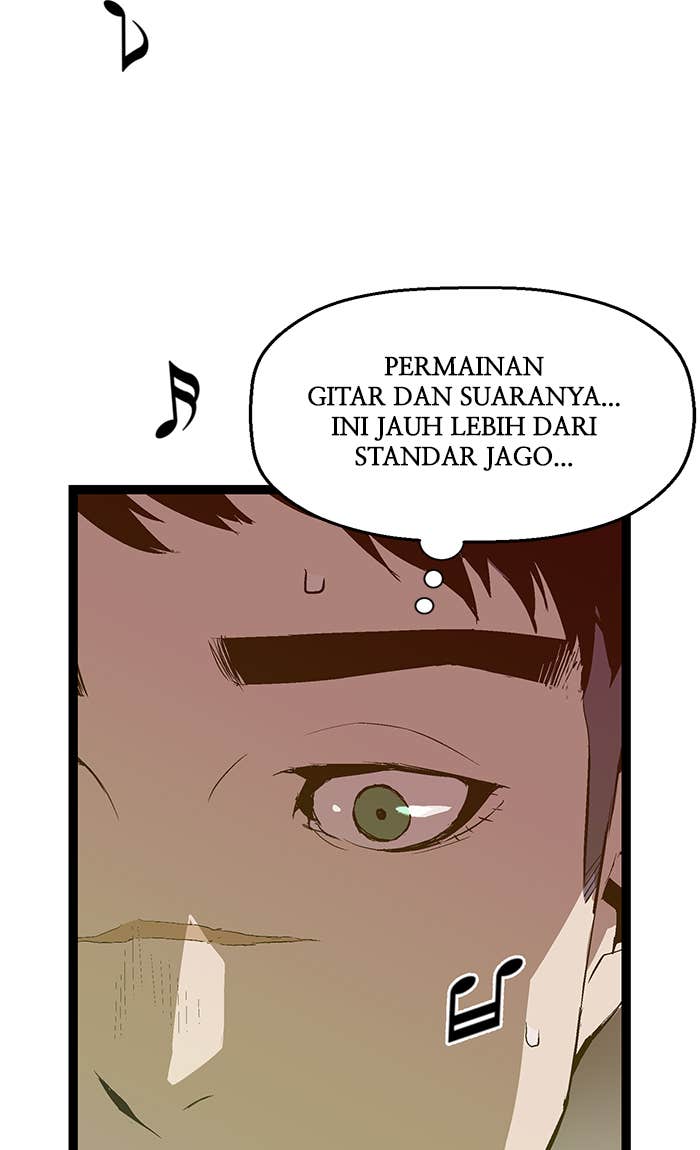 PERMAINAN
GITAR DAN SUARANYA...
INI JAUH LEBIH DARI
STANDAR JAGO...